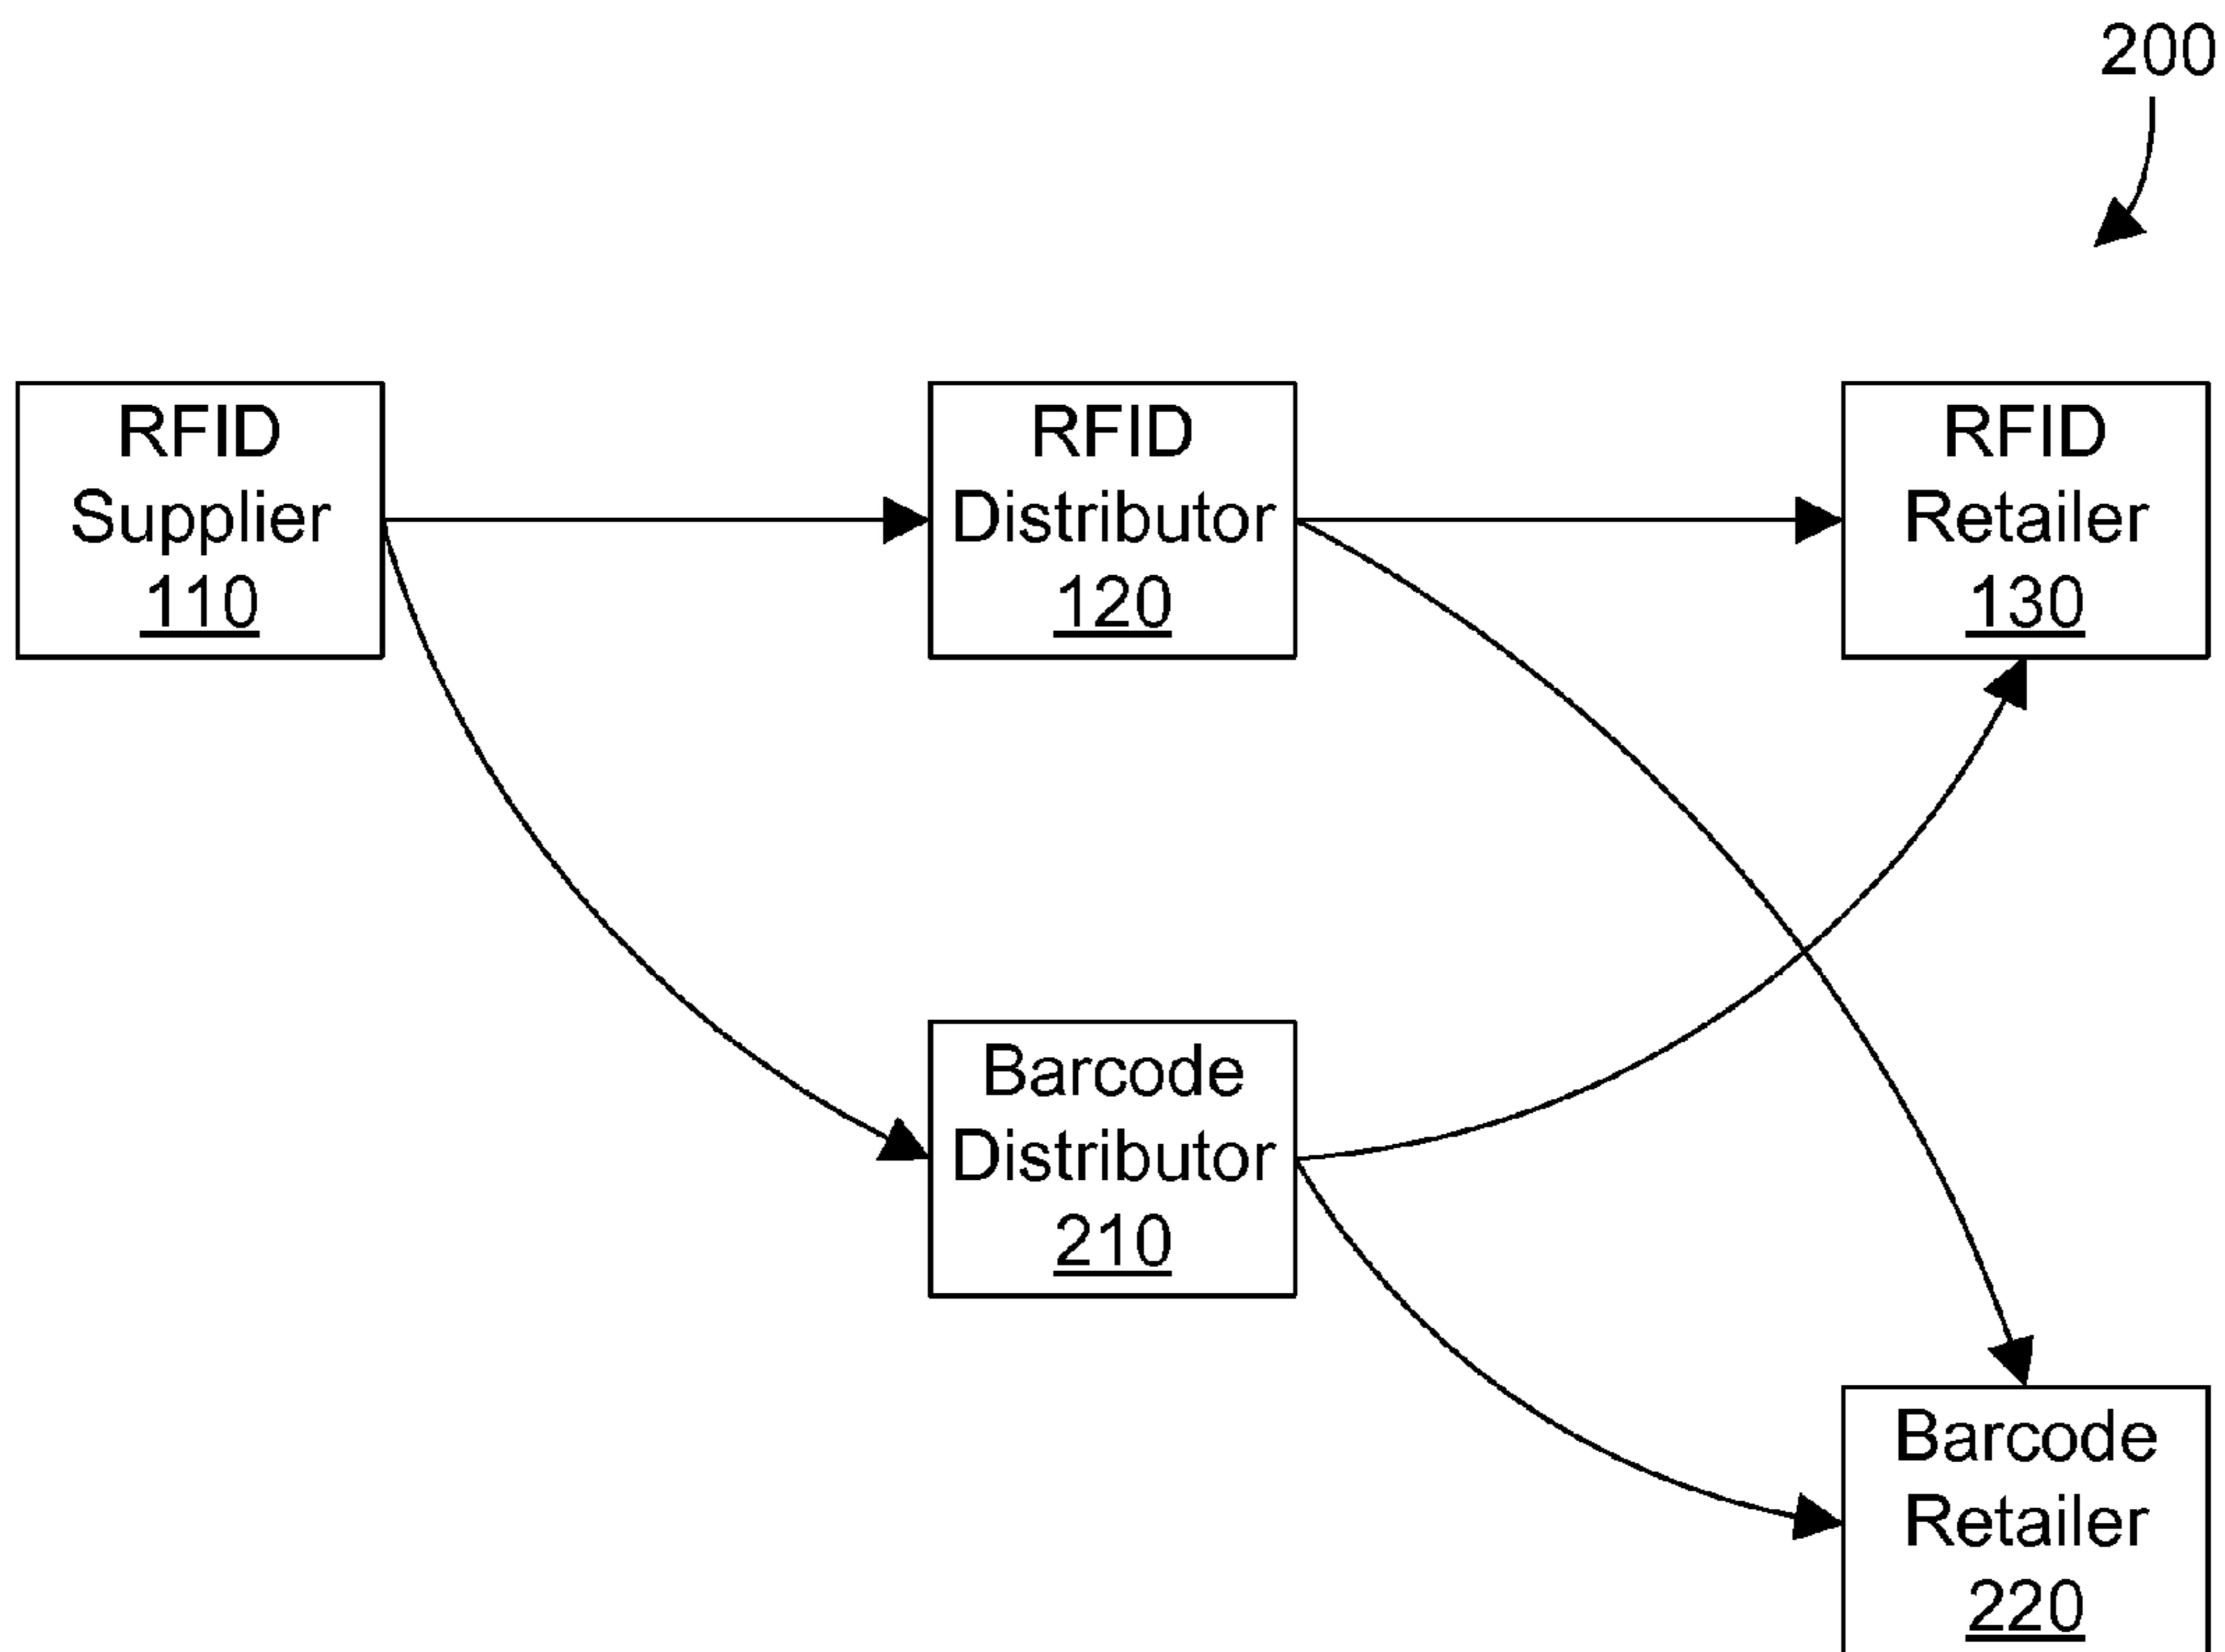 200
RFID
Supplier
110
RFID
Distributor
120
RFID
Retailer
130
Barcode
Distributor
210
Barcode
Retailer
220